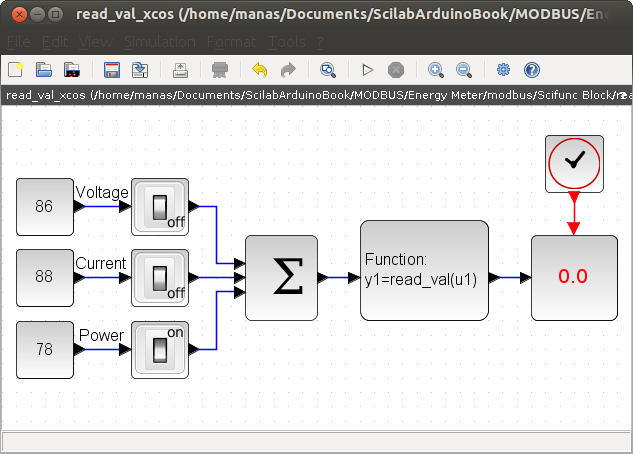 read_val_xcos (/home/manas/Documents/ScilabArduinoBook/MODBUS/Ene
File Edit View Simulation Format Tools ?
read_val_xcos (/home/manas/Documents/ScilabArduinoBook/MODBUS/Energy Meter/modbus/Scifunc Block/rea
Voltage
86
off
Current
88
off
Power
on
78
Σ
Function:
y1=read_val(u1)
0.0